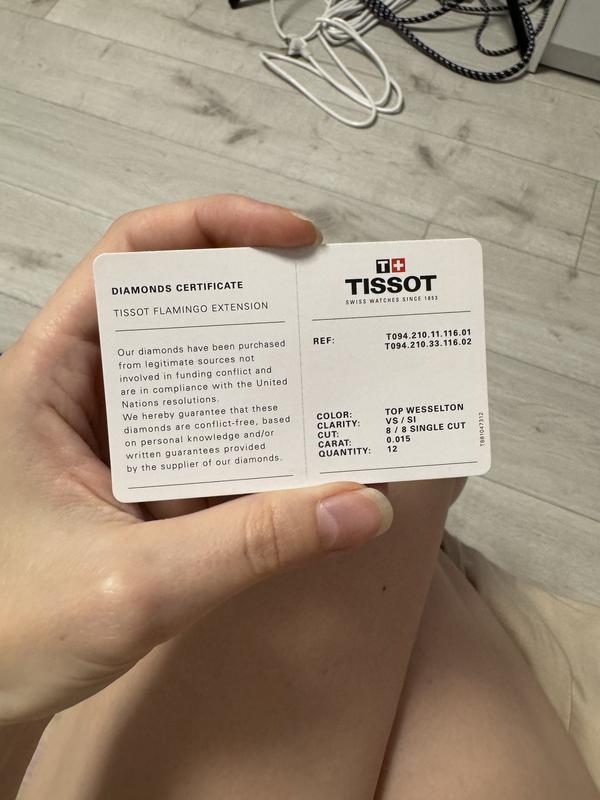 DIAMONDS CERTIFICATE
TISSOT FLAMINGO EXTENSION
Our diamonds have been purchased
from legitimate sources not
involved in funding conflict and
are in compliance with the United
Nations resolutions.
We hereby guarantee that these
diamonds are conflict-free, based
on personal knowledge and/or
written guarantees provided
by the supplier of our diamonds.
T+
TISSOT
SWISS WATCHES SINCE 1853
REF: T094.210.11.116.01
T094.210.33.116.02
COLOR: TOP WESSELTON
CLARITY: VS / SI
CUT: 8 / 8 SINGLE CUT
CARAT: 0.015
QUANTITY: 12
T881047312